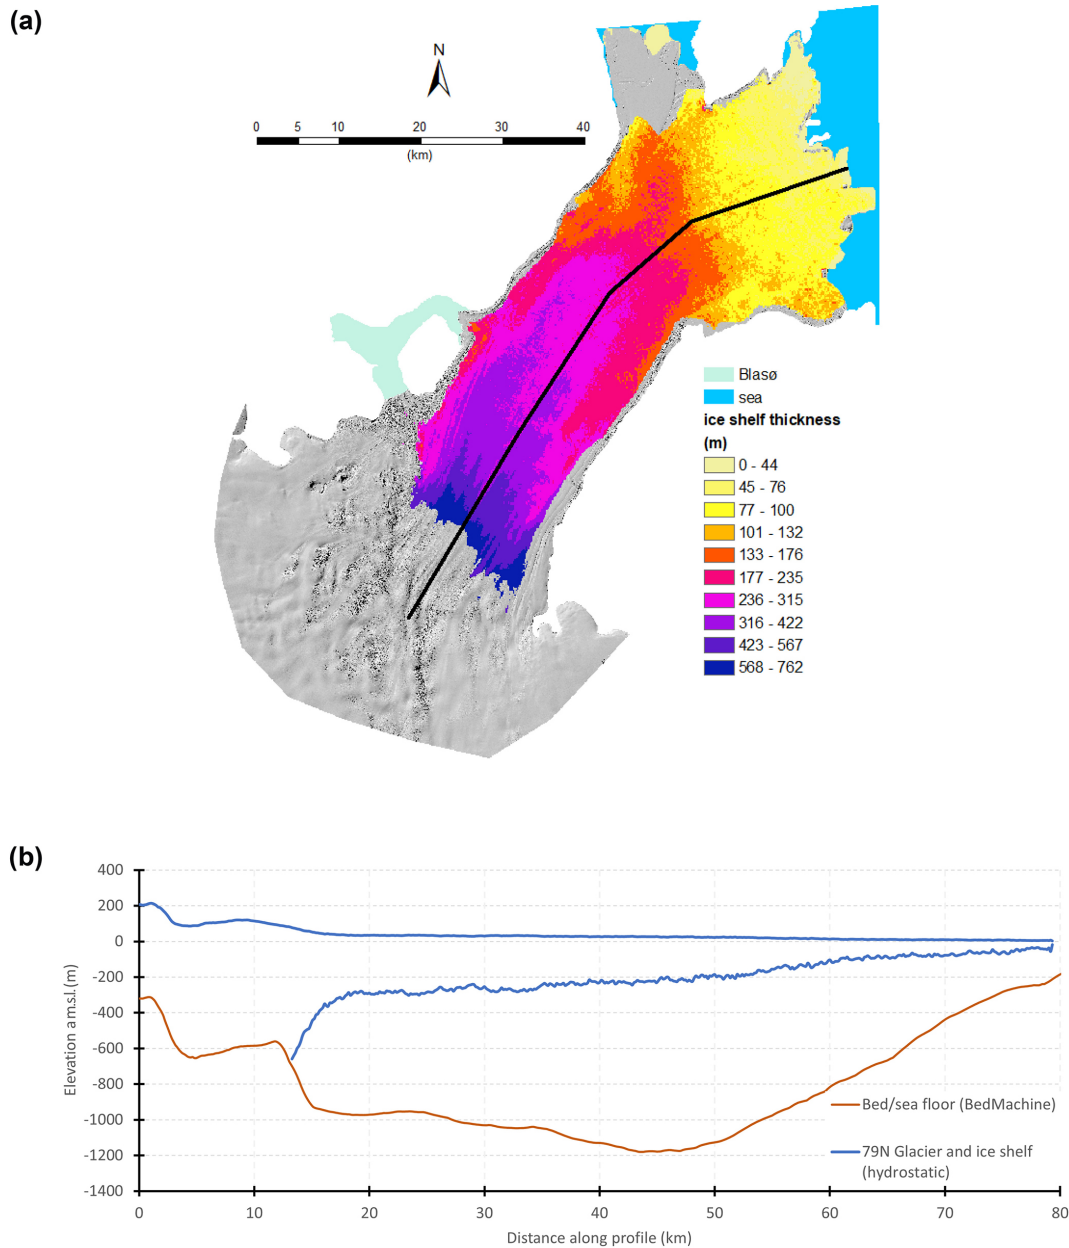 (a)
N
0 5 10 20 30 40
(km)
Blasø
sea
ice shelf thickness
(m)
0 - 44
45 - 76
77 - 100
101 - 132
133 - 176
177 - 235
236 - 315
316 - 422
423 - 567
568 - 762
(b)
Elevation a.m.s.l.(m)
400
200
0
-200
-400
-600
-800
-1000
-1200
-1400
Bed/sea floor (BedMachine)
79N Glacier and ice shelf
(hydrostatic)
0 10 20 30 40 50 60 70 80
Distance along profile (km)